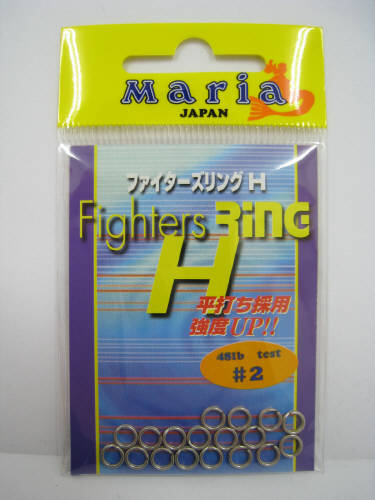 Maria
JAPAN
ファイターズリングH
Fighters RiNG
H
平打ち採用
強度UP!!
48lb test
#2